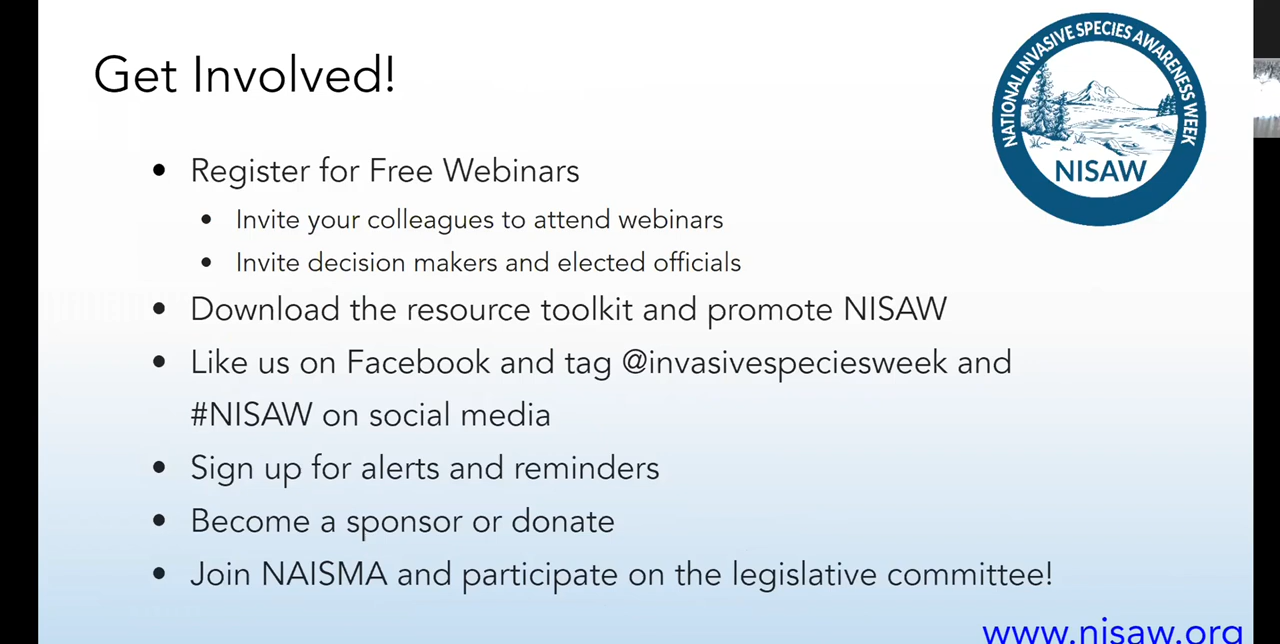 Get Involved!
NATIONAL INVASIVE SPECIES AWARENESS WEEK
NISAW
• Register for Free Webinars
• Invite your colleagues to attend webinars
• Invite decision makers and elected officials
• Download the resource toolkit and promote NISAW
• Like us on Facebook and tag @invasivespeciesweek and
#NISAW on social media
• Sign up for alerts and reminders
• Become a sponsor or donate
• Join NAISMA and participate on the legislative committee!
www.nisaw.org